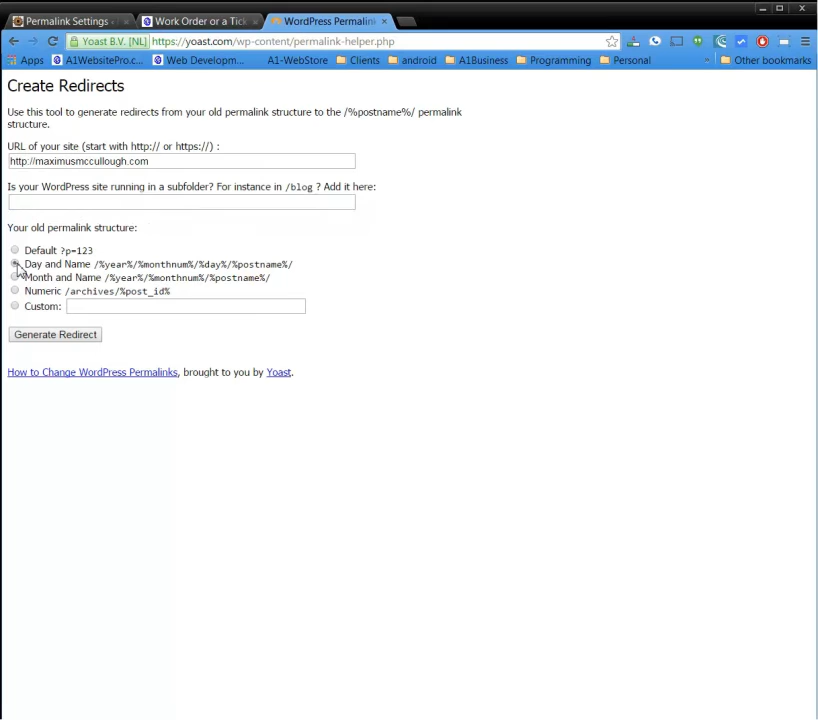 Permalink Settings
Work Order or a Tick
WordPress Permalink
Yoast B.V. [NL] https://yoast.com/wp-content/permalink-helper.php
Apps A1WebsitePro.c... Web Developm... A1-WebStore Clients android A1Business Programming Personal » Other bookmarks
Create Redirects
Use this tool to generate redirects from your old permalink structure to the /%postname%/ permalink
structure.
URL of your site (start with http:// or https://) :
http://maximusmccullough.com
Is your WordPress site running in a subfolder? For instance in /blog ? Add it here:
Your old permalink structure:
Default ?p=123
Day and Name /%year%/%monthnum%/%day%/%postname%/
Month and Name /%year%/%monthnum%/%postname%/
Numeric /archives/%post_id%
Custom:
Generate Redirect
How to Change WordPress Permalinks, brought to you by Yoast.